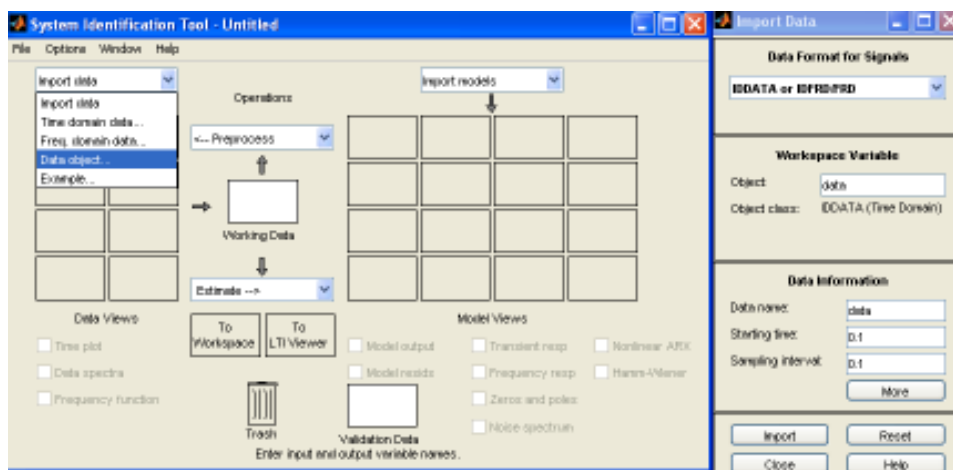 System Identification Tool - Untitled
File Options Window Help
Import data
Import data
Time domain data...
Freq. domain data...
Data object...
Example...
Operations
<-- Preprocess
Working Data
Estimate -->
Import models
Data Views
Time plot
Data spectra
Frequency function
To Workspace
To LTI Viewer
Trash
Model Views
Model output
Transient resp
Nonlinear ARX
Model resids
Frequency resp
Hamm-Wiener
Zeros and poles
Noise spectrum
Validation Data
Enter input and output variable names.
Import Data
Data Format for Signals
IDDATA or IDFRD/FRD
Workspace Variable
Object: data
Object class: IDDATA (Time Domain)
Data Information
Data name: data
Starting time: 0.1
Sampling interval: 0.1
More
Import Reset
Close Help